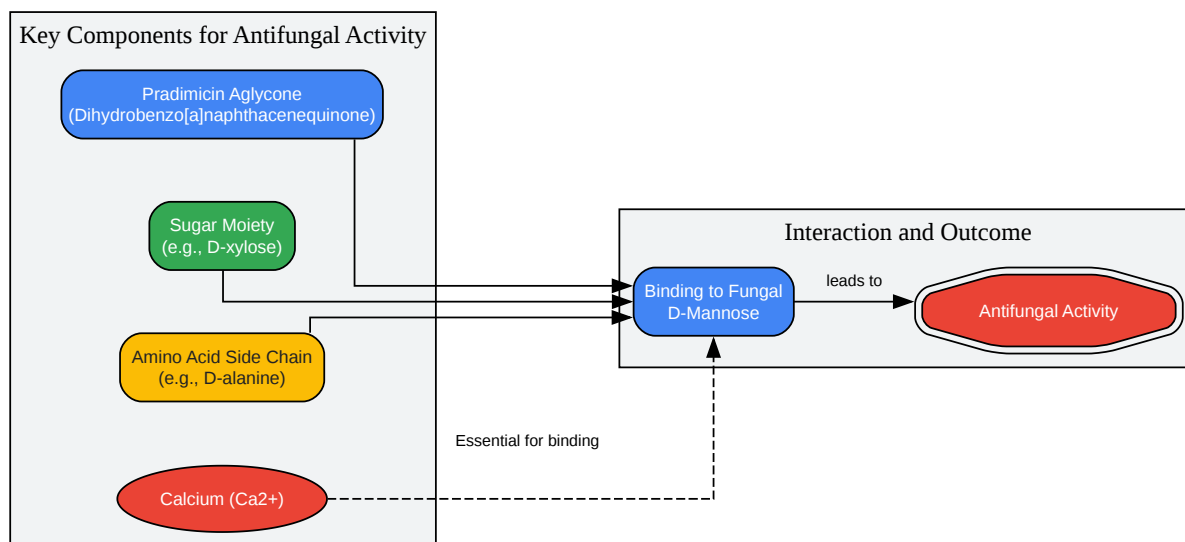 Key Components for Antifungal Activity
Pradimicin Aglycone
(Dihydrobenzo[a]naphthacenequinone)
Sugar Moiety
(e.g., D-xylose)
Amino Acid Side Chain
(e.g., D-alanine)
Calcium (Ca2+)
Essential for binding
Interaction and Outcome
Binding to Fungal
D-Mannose
leads to
Antifungal Activity